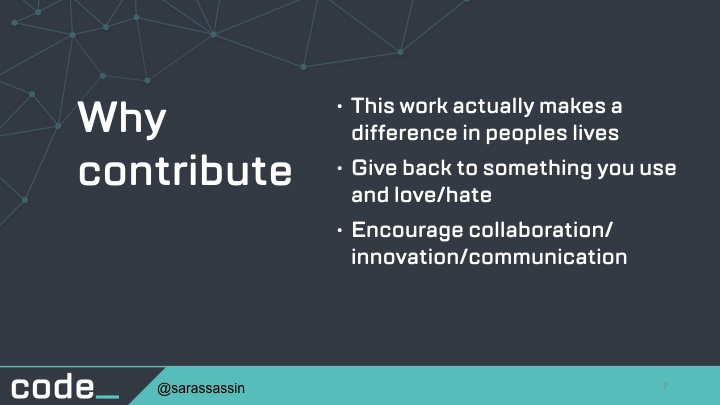 Why
contribute
• This work actually makes a
difference in peoples lives
• Give back to something you use
and love/hate
• Encourage collaboration/
innovation/communication
code_
@sarassassin
7